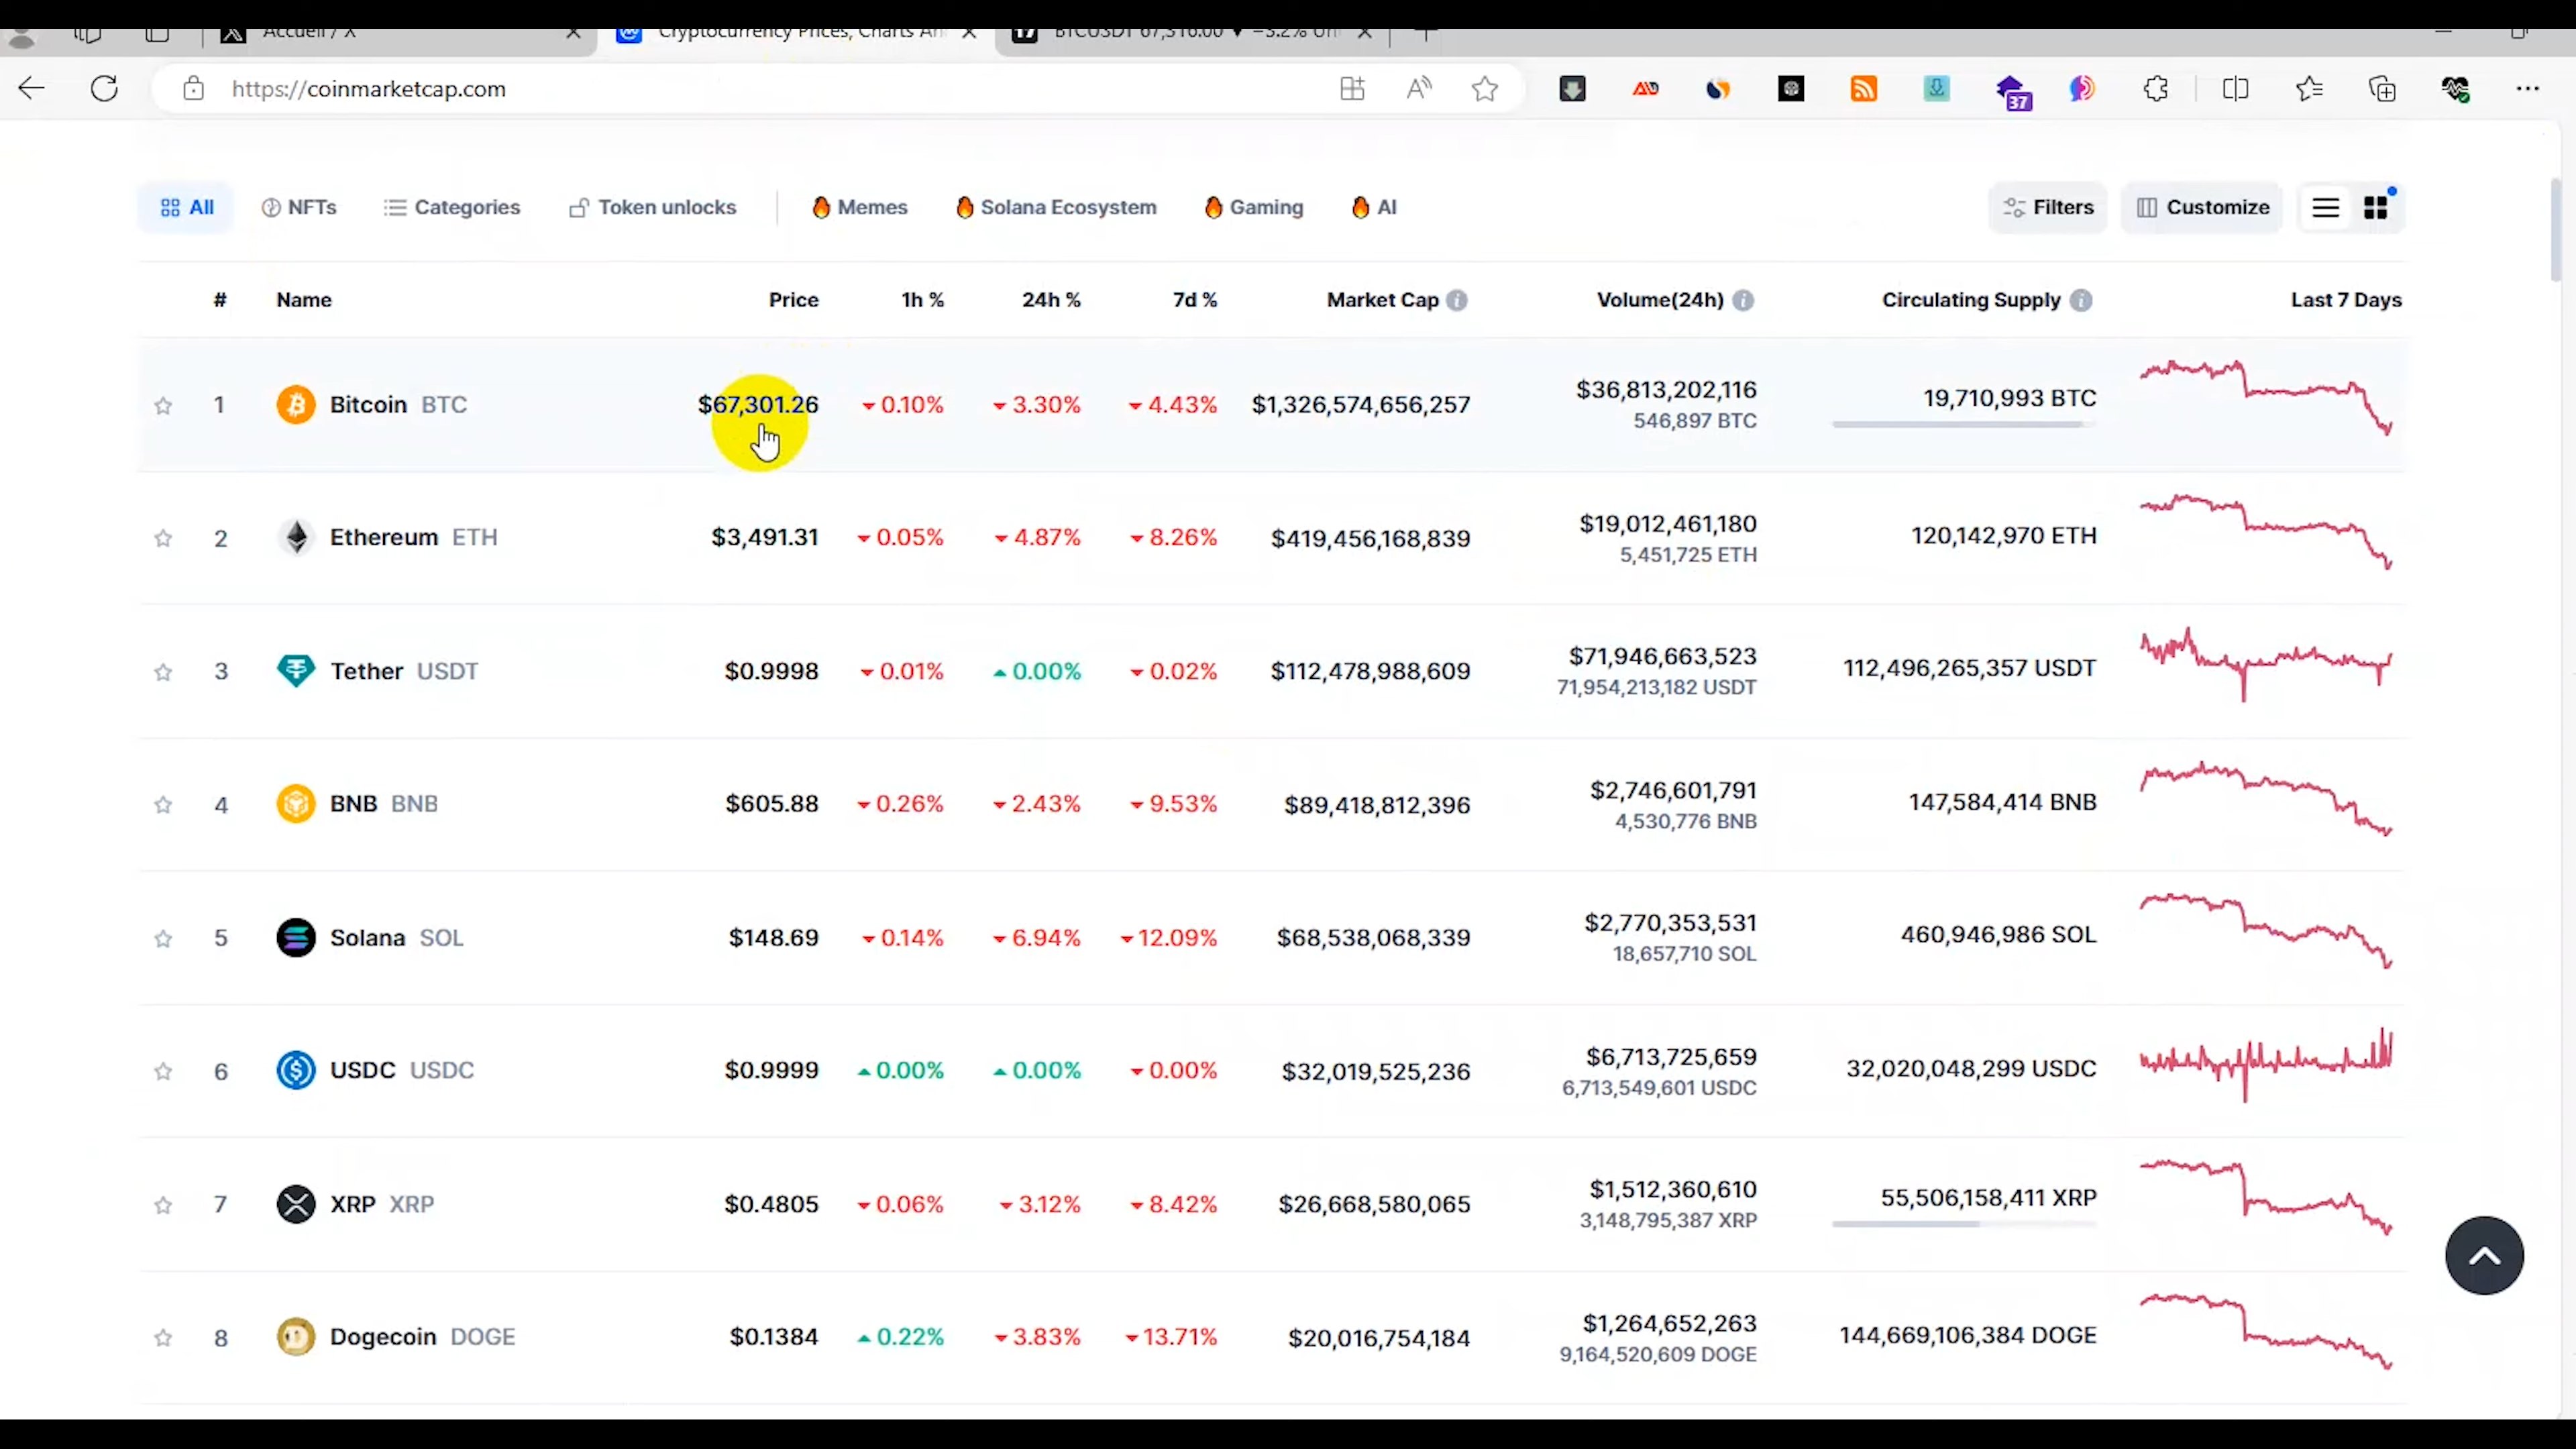 Accueil / X
Cryptocurrency Prices, Charts An
BTCUSDT 67,316.00 ▼ −3.2% Un
https://coinmarketcap.com
37
All NFTs Categories Token unlocks Memes Solana Ecosystem Gaming AI Filters Customize
# Name Price 1h % 24h % 7d % Market Cap Volume(24h) Circulating Supply Last 7 Days
1 Bitcoin BTC $67,301.26 0.10% 3.30% 4.43% $1,326,574,656,257 $36,813,202,116 19,710,993 BTC
546,897 BTC
2 Ethereum ETH $3,491.31 0.05% 4.87% 8.26% $419,456,168,839 $19,012,461,180 120,142,970 ETH
5,451,725 ETH
3 Tether USDT $0.9998 0.01% 0.00% 0.02% $112,478,988,609 $71,946,663,523 112,496,265,357 USDT
71,954,213,182 USDT
4 BNB BNB $605.88 0.26% 2.43% 9.53% $89,418,812,396 $2,746,601,791 147,584,414 BNB
4,530,776 BNB
5 Solana SOL $148.69 0.14% 6.94% 12.09% $68,538,068,339 $2,770,353,531 460,946,986 SOL
18,657,710 SOL
6 USDC USDC $0.9999 0.00% 0.00% 0.00% $32,019,525,236 $6,713,725,659 32,020,048,299 USDC
6,713,549,601 USDC
7 XRP XRP $0.4805 0.06% 3.12% 8.42% $26,668,580,065 $1,512,360,610 55,506,158,411 XRP
3,148,795,387 XRP
8 Dogecoin DOGE $0.1384 0.22% 3.83% 13.71% $20,016,754,184 $1,264,652,263 144,669,106,384 DOGE
9,164,520,609 DOGE